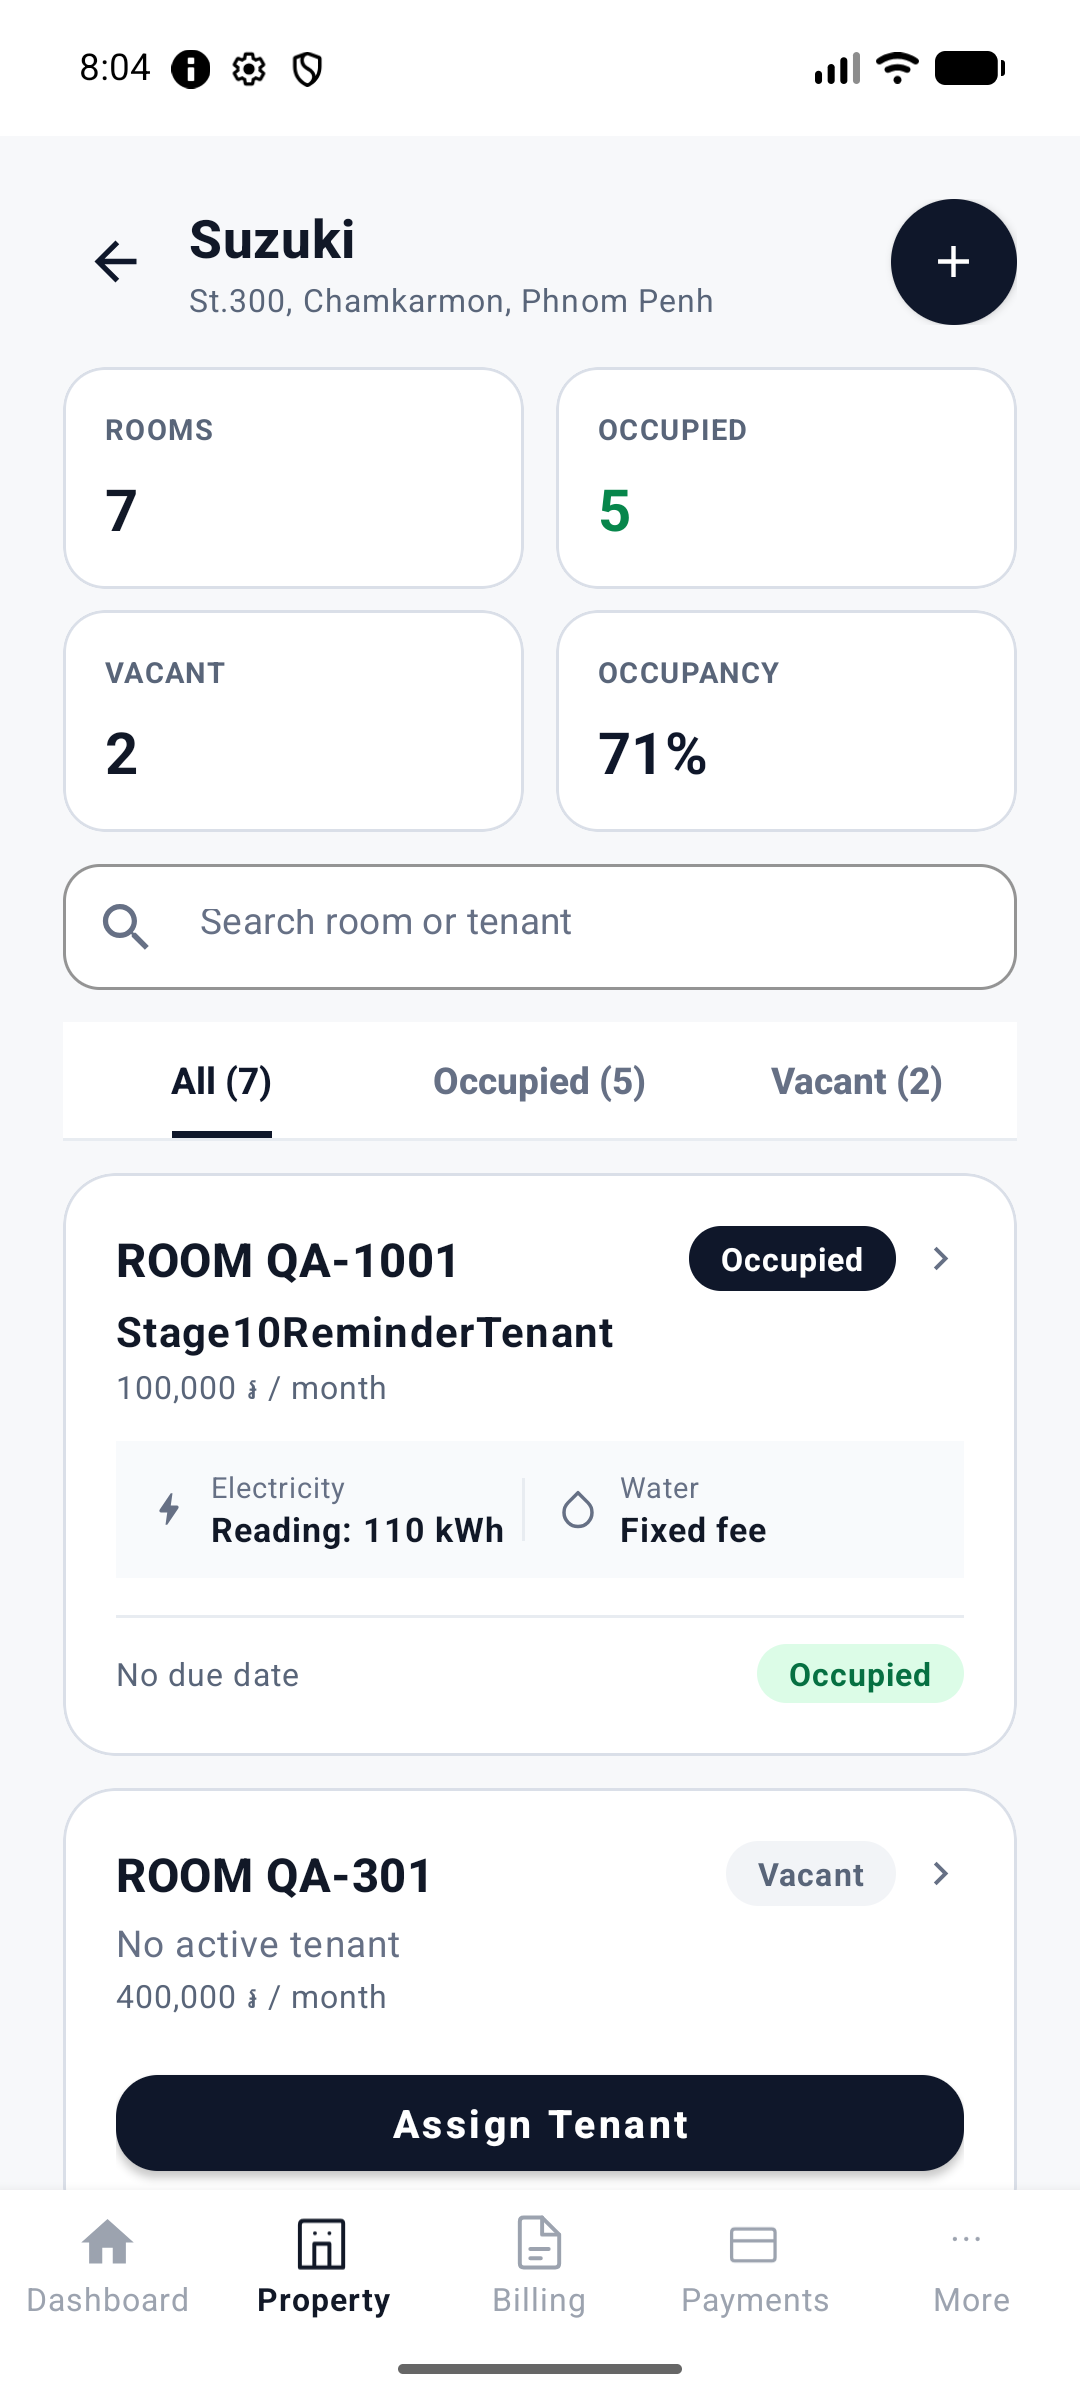 8:04
Suzuki
St.300, Chamkarmon, Phnom Penh
ROOMS
7
OCCUPIED
5
VACANT
2
OCCUPANCY
71%
Search room or tenant
All (7)
Occupied (5)
Vacant (2)
ROOM QA-1001
Occupied
Stage10ReminderTenant
100,000 ៛ / month
Electricity
Reading: 110 kWh
Water
Fixed fee
No due date
Occupied
ROOM QA-301
Vacant
No active tenant
400,000 ៛ / month
Assign Tenant
Dashboard
Property
Billing
Payments
More